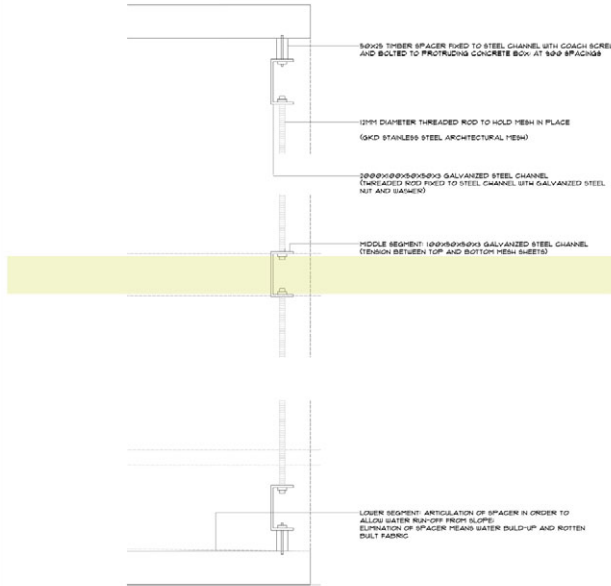 50X25 TIMBER SPACER FIXED TO STEEL CHANNEL WITH COACH SCRE
AND BOLTED TO PROTRUDING CONCRETE BOX: AT 900 SPACINGS
12MM DIAMETER THREADED ROD TO HOLD MESH IN PLACE
(GKD STAINLESS STEEL ARCHITECTURAL MESH)
2000X100X50X50X3 GALVANIZED STEEL CHANNEL
(THREADED ROD FIXED TO STEEL CHANNEL WITH GALVANIZED STEEL
NUT AND WASHER)
MIDDLE SEGMENT: 100X50X50X3 GALVANIZED STEEL CHANNEL
(TENSION BETWEEN TOP AND BOTTOM MESH SHEETS)
LOWER SEGMENT: ARTICULATION OF SPACER IN ORDER TO
ALLOW WATER RUN-OFF FROM SLOPE:
ELIMINATION OF SPACER MEANS WATER BUILD-UP AND ROTTEN
BUILT FABRIC